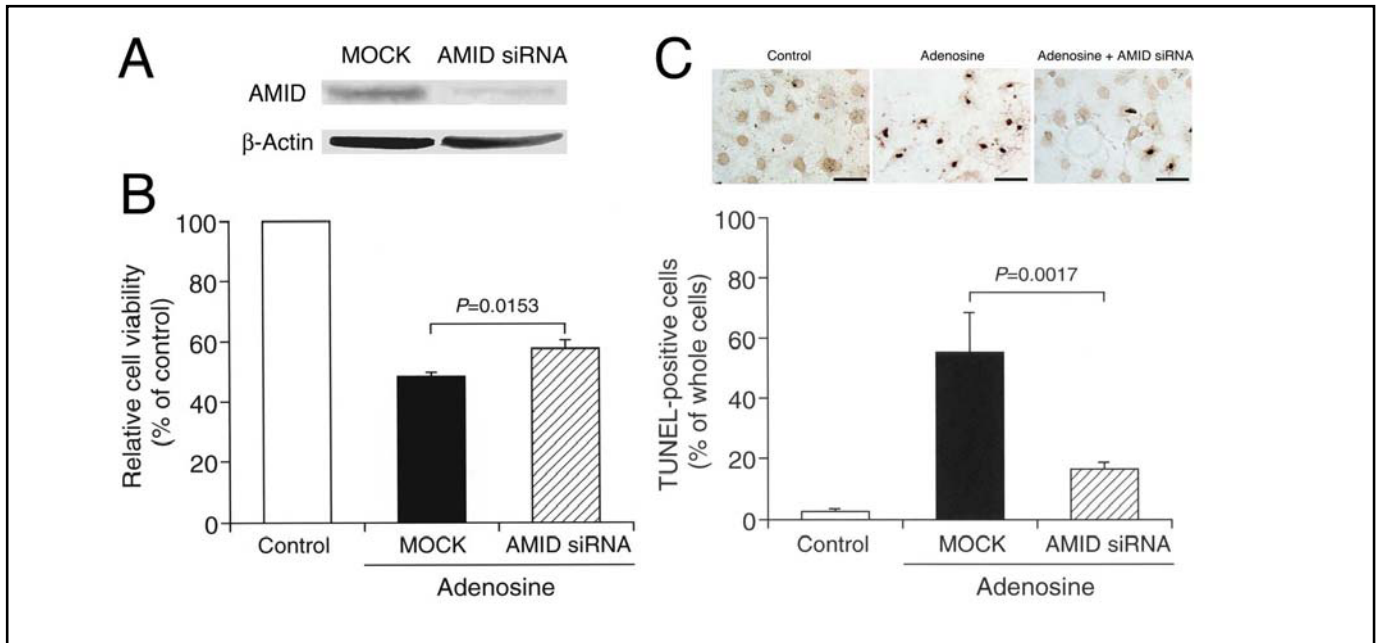 A
MOCK AMID siRNA
AMID
β-Actin
B
Relative cell viability
(% of control)
100
80
60
40
20
0
P=0.0153
Control
MOCK
AMID siRNA
Adenosine
C
Control
Adenosine
Adenosine + AMID siRNA
TUNEL-positive cells
(% of whole cells)
100
80
60
40
20
0
P=0.0017
Control
MOCK
AMID siRNA
Adenosine